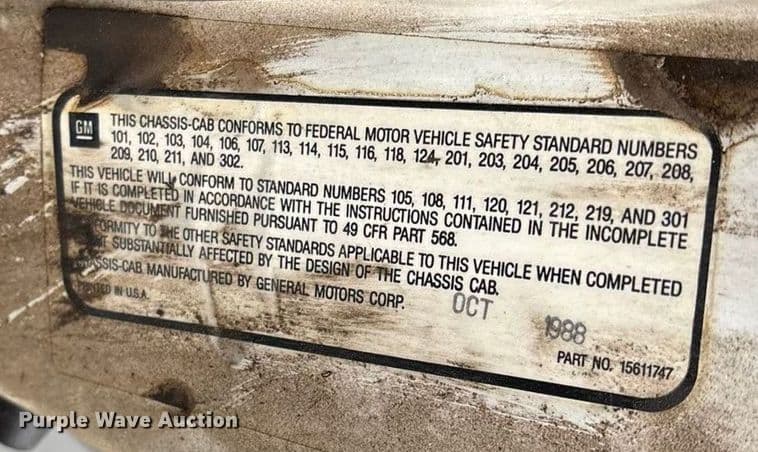 GM
THIS CHASSIS-CAB CONFORMS TO FEDERAL MOTOR VEHICLE SAFETY STANDARD NUMBERS
101, 102, 103, 104, 106, 107, 113, 114, 115, 116, 118, 124, 201, 203, 204, 205, 206, 207, 208,
209, 210, 211, AND 302.
THIS VEHICLE WILL CONFORM TO STANDARD NUMBERS 105, 108, 111, 120, 121, 212, 219, AND 301
IF IT IS COMPLETED IN ACCORDANCE WITH THE INSTRUCTIONS CONTAINED IN THE INCOMPLETE
VEHICLE DOCUMENT FURNISHED PURSUANT TO 49 CFR PART 568.
TO THE OTHER SAFETY STANDARDS APPLICABLE TO THIS VEHICLE WHEN COMPLETED
SUBSTANTIALLY AFFECTED BY THE DESIGN OF THE CHASSIS CAB.
CHASSIS-CAB MANUFACTURED BY GENERAL MOTORS CORP. OCT 1988
PRINTED IN U.S.A.
PART NO. 15611747
Purple Wave Auction